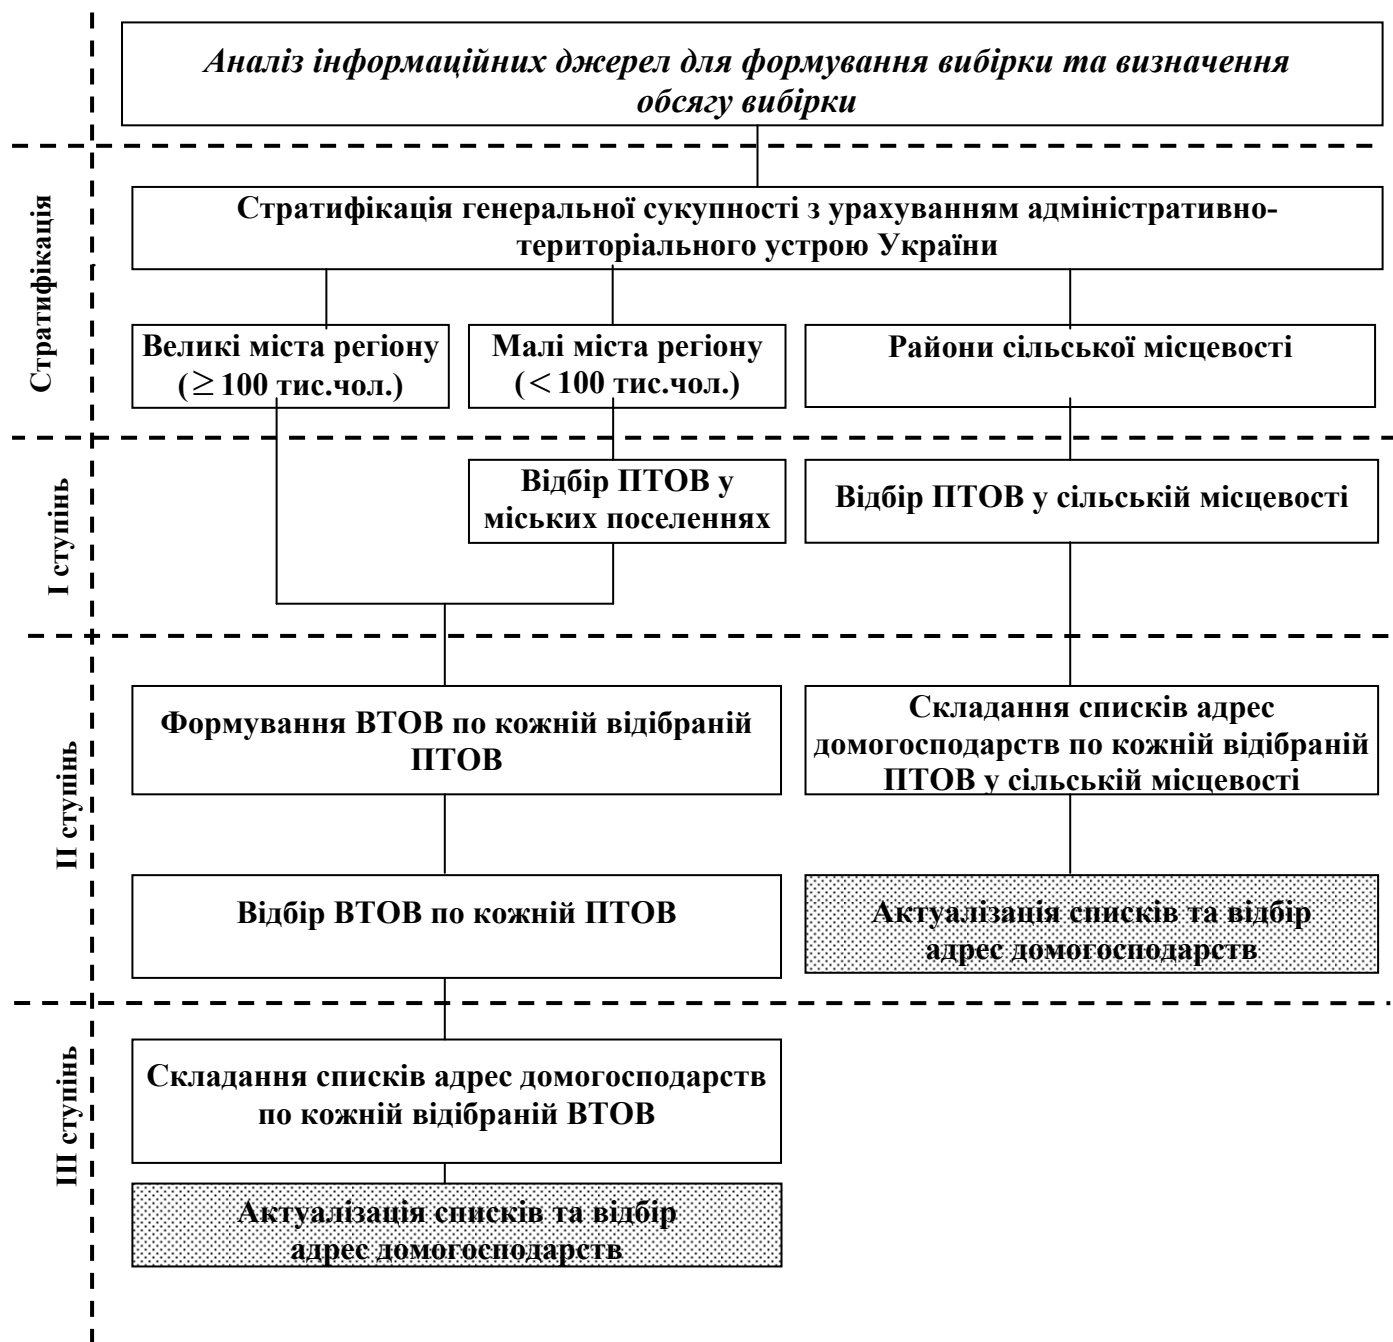 Аналіз інформаційних джерел для формування вибірки та визначення
обсягу вибірки
Стратифікація
Стратифікація генеральної сукупності з урахуванням адміністративно-
територіального устрою України
Великі міста регіону
(≥ 100 тис.чол.)
Малі міста регіону
(< 100 тис.чол.)
Райони сільської місцевості
І ступінь
Відбір ПТОВ у
міських поселеннях
Відбір ПТОВ у сільській місцевості
ІІ ступінь
Формування ВТОВ по кожній відібраній
ПТОВ
Складання списків адрес
домогосподарств по кожній відібраній
ПТОВ у сільській місцевості
Відбір ВТОВ по кожній ПТОВ
Актуалізація списків та відбір
адрес домогосподарств
ІІІ ступінь
Складання списків адрес домогосподарств
по кожній відібраній ВТОВ
Актуалізація списків та відбір
адрес домогосподарств